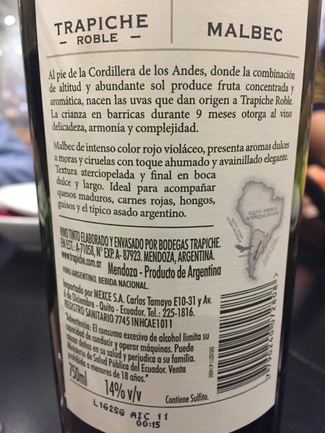 TRAPICHE
ROBLE
MALBEC
Al pie de la Cordillera de los Andes, donde la combinación
de altitud y abundante sol produce fruta concentrada y
aromática, nacen las uvas que dan origen a Trapiche Roble.
La crianza en barricas durante 9 meses otorga al vino
delicadeza, armonía y complejidad.
Malbec de intenso color rojo violáceo, presenta aromas dulces
a moras y ciruelas con toque ahumado y avainillado elegante.
Textura aterciopelada y final en boca
dulce y largo. Ideal para acompañar
quesos maduros, carnes rojas, hongos,
guisos y el típico asado argentino.
SOUTH AMERICA
VINO TINTO ELABORADO Y ENVASADO POR BODEGAS TRAPICHE.
EN EST. A-71058, N° EXP. A- 87923. MENDOZA, ARGENTINA.
www.trapiche.com.ar Mendoza - Producto de Argentina
VINO ARGENTINO, BEBIDA NACIONAL.
Importado por MEXCE S.A. Carlos Tamayo E10-31 y Av.
6 de Diciembre - Quito - Ecuador. Tel.: 225-1816.
REGISTRO SANITARIO 7745 INHCAE1011
"Advertencia: El consumo excesivo de alcohol limita su
capacidad de conducir y operar máquinas. Puede
causar daños en su salud y perjudica a su familia.
Ministerio de Salud Pública del Ecuador. Venta
prohibida a menores de 18 años."
750ml 14% v/v
Contiene Sulfito.
00:15